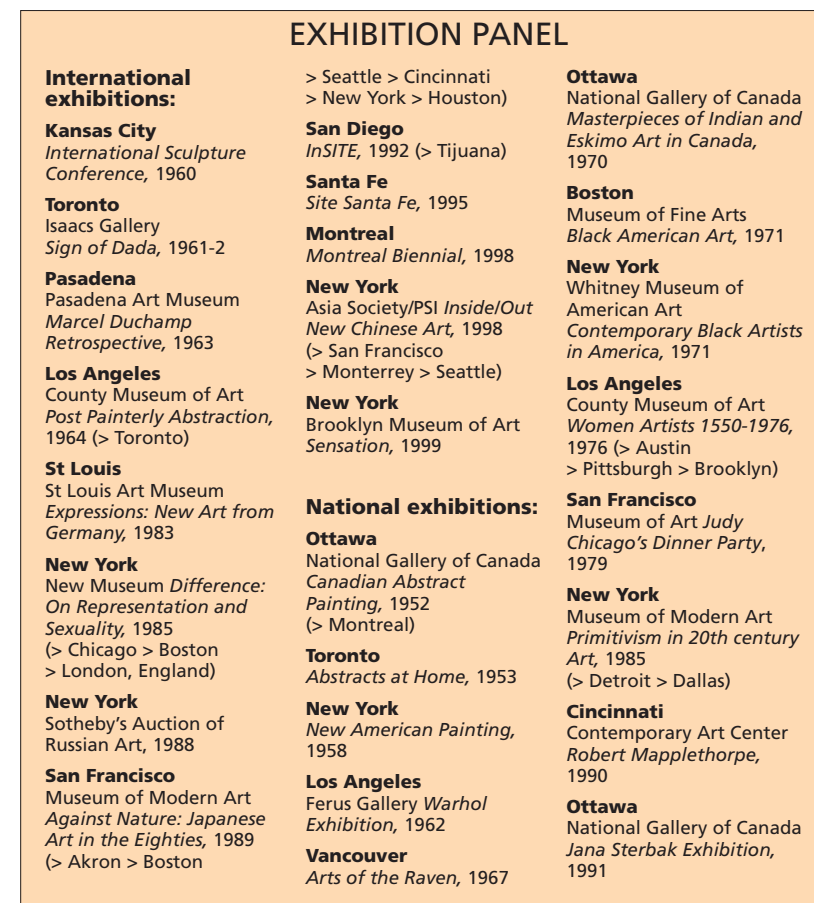 EXHIBITION PANEL
International
exhibitions:
Kansas City
International Sculpture
Conference, 1960
Toronto
Isaacs Gallery
Sign of Dada, 1961-2
Pasadena
Pasadena Art Museum
Marcel Duchamp
Retrospective, 1963
Los Angeles
County Museum of Art
Post Painterly Abstraction,
1964 (> Toronto)
St Louis
St Louis Art Museum
Expressions: New Art from
Germany, 1983
New York
New Museum Difference:
On Representation and
Sexuality, 1985
(> Chicago > Boston
> London, England)
New York
Sotheby's Auction of
Russian Art, 1988
San Francisco
Museum of Modern Art
Against Nature: Japanese
Art in the Eighties, 1989
(> Akron > Boston
> Seattle > Cincinnati
> New York > Houston)
San Diego
InSITE, 1992 (> Tijuana)
Santa Fe
Site Santa Fe, 1995
Montreal
Montreal Biennial, 1998
New York
Asia Society/PSI Inside/Out
New Chinese Art, 1998
(> San Francisco
> Monterrey > Seattle)
New York
Brooklyn Museum of Art
Sensation, 1999
National exhibitions:
Ottawa
National Gallery of Canada
Canadian Abstract
Painting, 1952
(> Montreal)
Toronto
Abstracts at Home, 1953
New York
New American Painting,
1958
Los Angeles
Ferus Gallery Warhol
Exhibition, 1962
Vancouver
Arts of the Raven, 1967
Ottawa
National Gallery of Canada
Masterpieces of Indian and
Eskimo Art in Canada,
1970
Boston
Museum of Fine Arts
Black American Art, 1971
New York
Whitney Museum of
American Art
Contemporary Black Artists
in America, 1971
Los Angeles
County Museum of Art
Women Artists 1550-1976,
1976 (> Austin
> Pittsburgh > Brooklyn)
San Francisco
Museum of Art Judy
Chicago's Dinner Party,
1979
New York
Museum of Modern Art
Primitivism in 20th century
Art, 1985
(> Detroit > Dallas)
Cincinnati
Contemporary Art Center
Robert Mapplethorpe,
1990
Ottawa
National Gallery of Canada
Jana Sterbak Exhibition,
1991